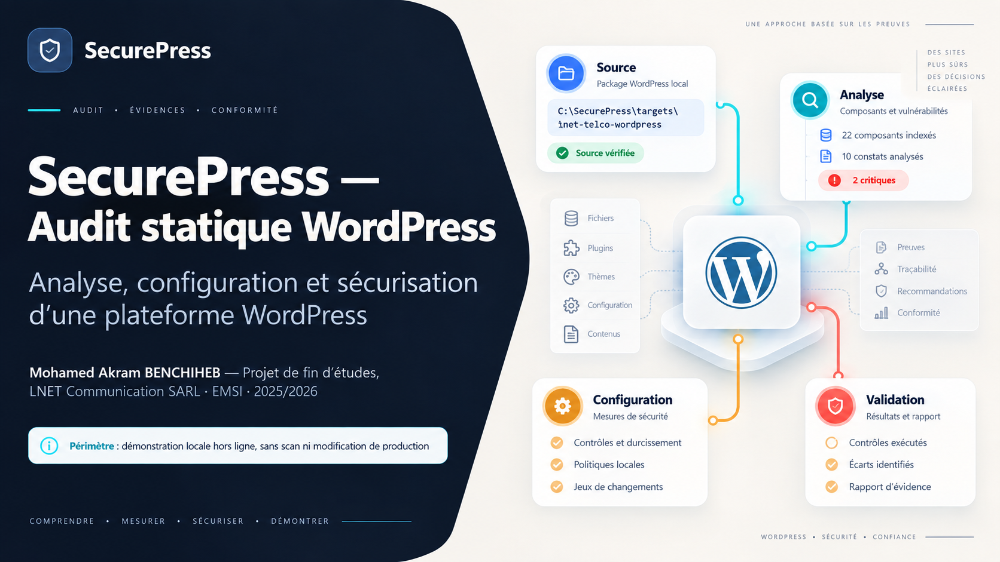 SecurePress
AUDIT • ÉVIDENCES • CONFORMITÉ
SecurePress —
Audit statique WordPress
Analyse, configuration et sécurisation
d’une plateforme WordPress
Mohamed Akram BENCHIHEB — Projet de fin d’études,
LNET Communication SARL · EMSI · 2025/2026
Périmètre : démonstration locale hors ligne, sans scan ni modification de production
COMPRENDRE • MESURER • SÉCURISER • DÉMONTRER
UNE APPROCHE BASÉE SUR LES PREUVES
DES SITES
PLUS SÛRS
DES DÉCISIONS
ÉCLAIRÉES
Source
Package WordPress local
C:\SecurePress\targets\
inet-telco-wordpress
Source vérifiée
Analyse
Composants et vulnérabilités
22 composants indexés
10 constats analysés
2 critiques
Fichiers
Plugins
Thèmes
Configuration
Contenus
Preuves
Traçabilité
Recommandations
Conformité
Configuration
Mesures de sécurité
Contrôles et durcissement
Politiques locales
Jeux de changements
Validation
Résultats et rapport
Contrôles exécutés
Écarts identifiés
Rapport d’évidence
WORDPRESS • SÉCURITÉ • CONFIANCE